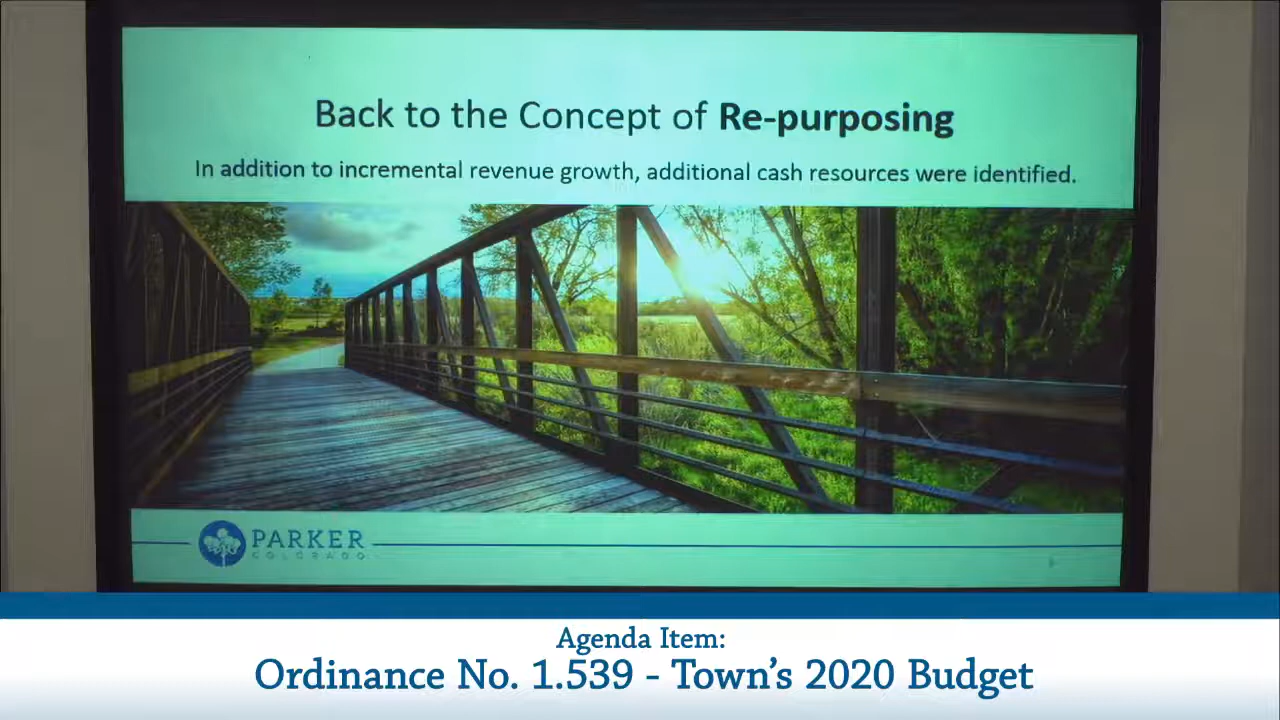 Back to the Concept of Re-purposing
In addition to incremental revenue growth, additional cash resources were identified.
PARKER
COLORADO
Agenda Item:
Ordinance No. 1.539 - Town's 2020 Budget